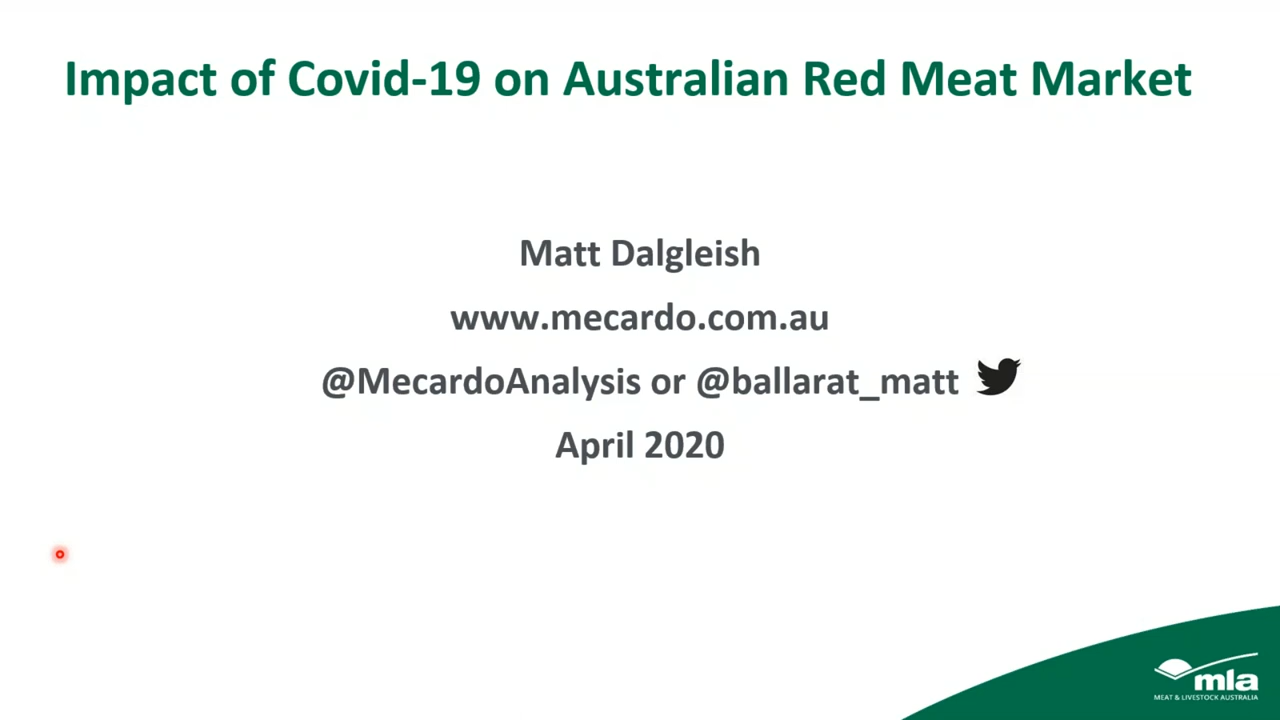 Impact of Covid-19 on Australian Red Meat Market
Matt Dalgleish
www.mecardo.com.au
@MecardoAnalysis or @ballarat_matt
April 2020
mla
MEAT & LIVESTOCK AUSTRALIA